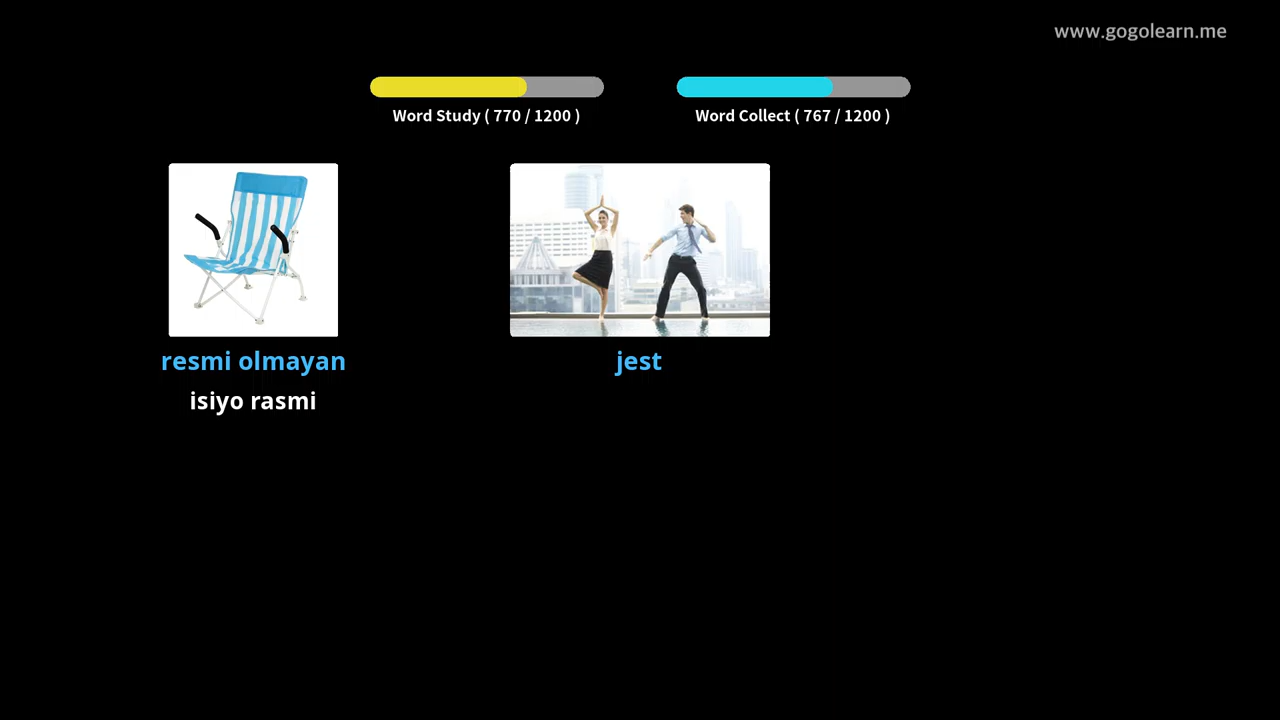 www.gogolearn.me
Word Study ( 770 / 1200 )
Word Collect ( 767 / 1200 )
resmi olmayan
jest
isiyo rasmi